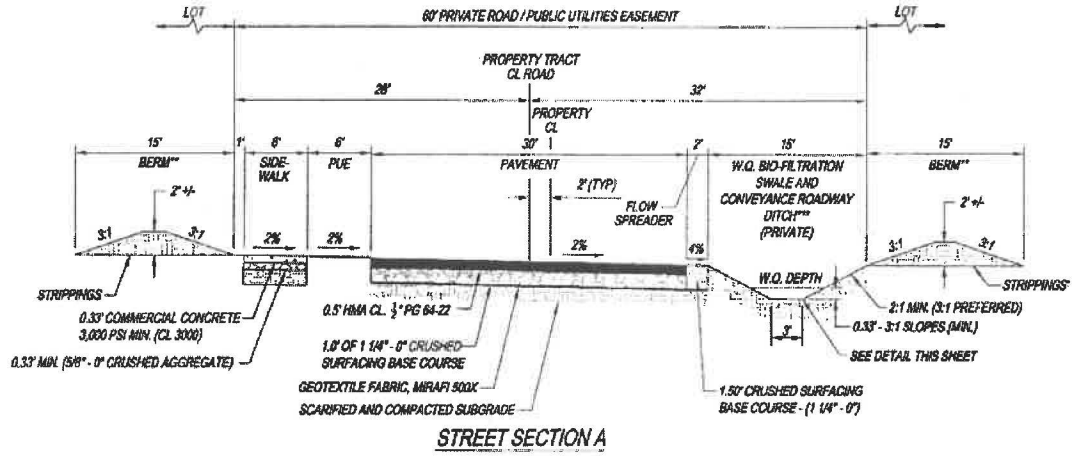 LOT
60' PRIVATE ROAD / PUBLIC UTILITIES EASEMENT
LOT
PROPERTY TRACT
CL ROAD
28'
32'
PROPERTY
CL
15'
BERM**
1'
6'
SIDE-
WALK
6'
PUE
30'
PAVEMENT
2'
W.Q. BIO-FILTRATION
SWALE AND
CONVEYANCE ROADWAY
DITCH***
(PRIVATE)
15'
BERM**
2' +/-
2' (TYP)
FLOW
SPREADER
2' +/-
3:1
3:1
2%
2%
2%
4%
3:1
3:1
W.Q. DEPTH
STRIPPINGS
STRIPPINGS*
0.33' COMMERCIAL CONCRETE
3,000 PSI MIN. (CL 3000)
0.33' MIN. (5/8" - 0" CRUSHED AGGREGATE)
0.5' HMA CL. ½" PG 64-22
1.0' OF 1 1/4" - 0" CRUSHED
SURFACING BASE COURSE
GEOTEXTILE FABRIC, MIRAFI 500X
SCARIFIED AND COMPACTED SUBGRADE
3'
2:1 MIN. (3:1 PREFERRED)
0.33' - 3:1 SLOPES (MIN.)
SEE DETAIL THIS SHEET
1.50' CRUSHED SURFACING
BASE COURSE - (1 1/4" - 0")
STREET SECTION A